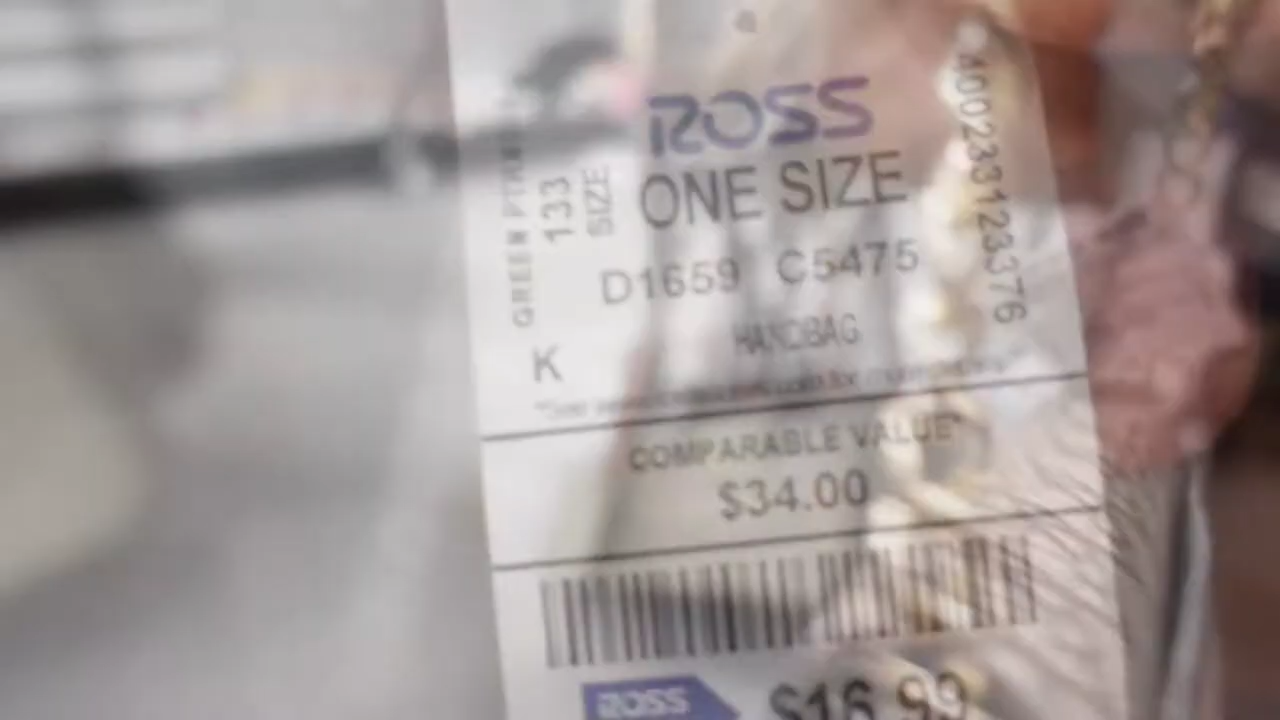 ROSS
ONE SIZE
133
SIZE
GREEN
D1659 C5475
HANDBAG
K
400233123376
COMPARABLE VALUE*
$34.00
ROSS
$16.99